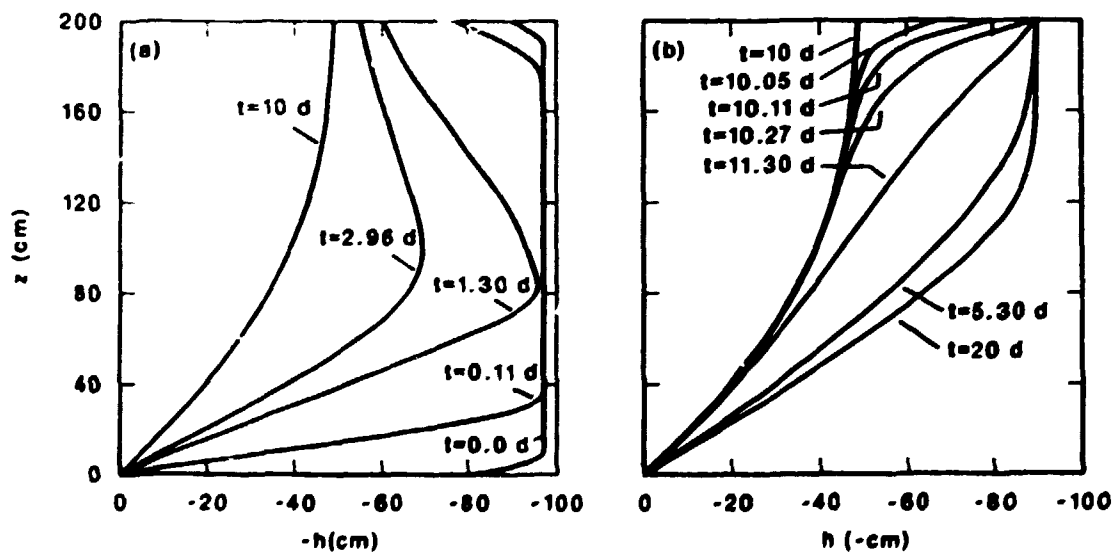 200
160
120
80
40
0
z (cm)
(a)
t=10 d
t=2.96 d
t=1.30 d
t=0.11 d
t=0.0 d
0 -20 -40 -60 -80 -100
-h(cm)
(b)
t=10 d
t=10.05 d
t=10.11 d
t=10.27 d
t=11.30 d
t=5.30 d
t=20 d
0 -20 -40 -60 -80 -100
h (-cm)